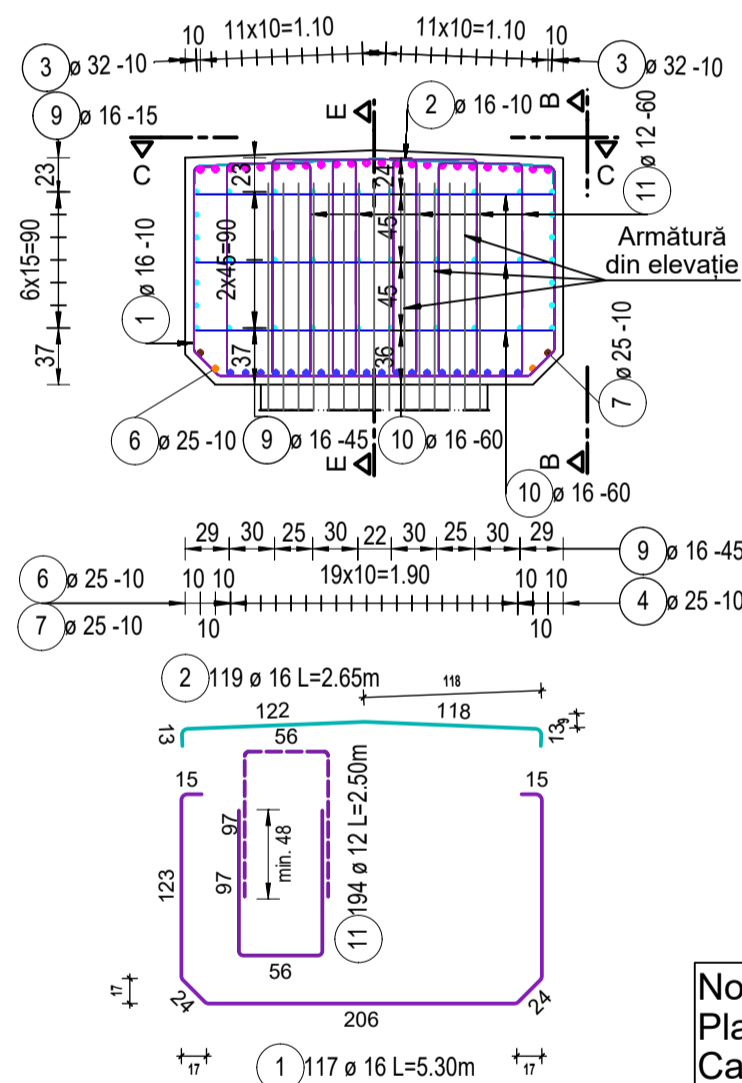 10 11x10=1.10 11x10=1.10 10
3 ø 32 -10
3 ø 32-10
9 ø 16 -15
E
2 ø 16 -10
B
11 ø 12 -60
C
C
23
23
24
6x15=90
2x45=90
45
45
Armătură
din elevație
1 ø 16 -10
37
37
36
7 ø 25 -10
6 ø 25 -10
9 ø 16 -45
10 ø 16 -60
E
B
10 ø 16 -60
29 30 25 30 22 30 25 30 29
9 ø 16 -45
6 ø 25 -10
10 10 19x10=1.90 10 10
7 ø 25 -10
4 ø 25-10
10 10
2 119 ø 16 L=2.65m
118
122 118
13
13
9
56
15 15
97
97
min. 48
11 194 ø 12 L=2.50m
123
56
17
24
24
206
17 17
1 117 ø 16 L=5.30m
No
Pla
Ca